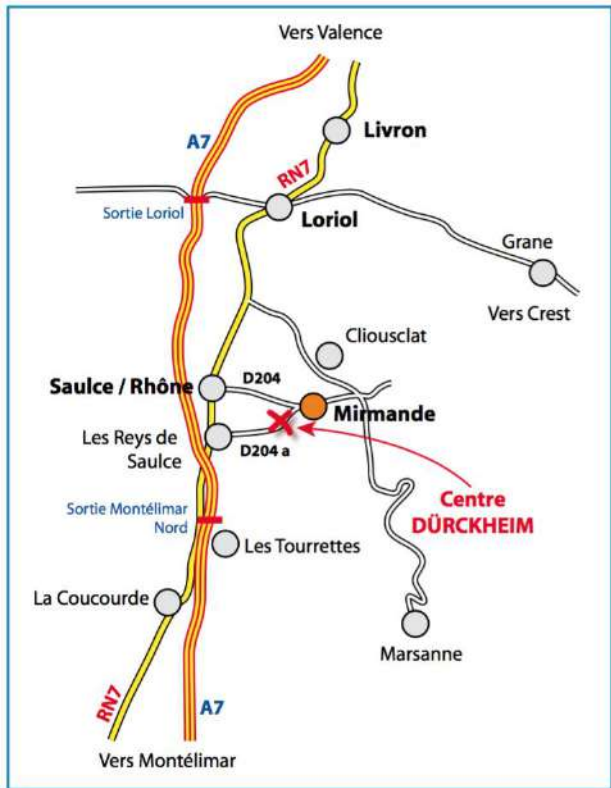 Vers Valence
A7
Livron
RN7
Sortie Loriol
Loriol
Grane
Vers Crest
Cliousclat
Saulce / Rhône
D204
Mirmande
Les Reys de
Saulce
D204 a
Centre
DÜRCKHEIM
Sortie Montélimar
Nord
Les Tourrettes
La Coucourde
Marsanne
RN7
A7
Vers Montélimar